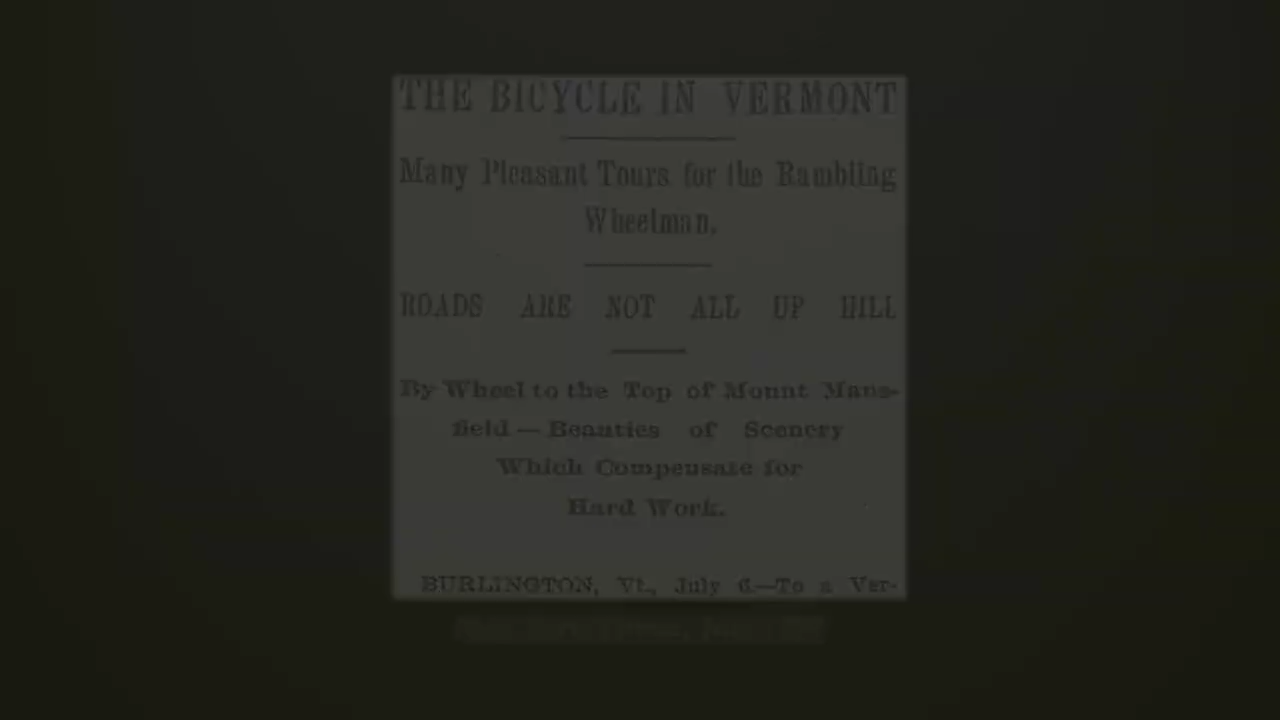 THE BICYCLE IN VERMONT
Many Pleasant Tours for the Rambling
Wheelman.
ROADS ARE NOT ALL UP HILL
By Wheel to the Top of Mount Mans-
field — Beauties of Scenery
Which Compensate for
Hard Work.
BURLINGTON, Vt., July 6.—To a Ver-